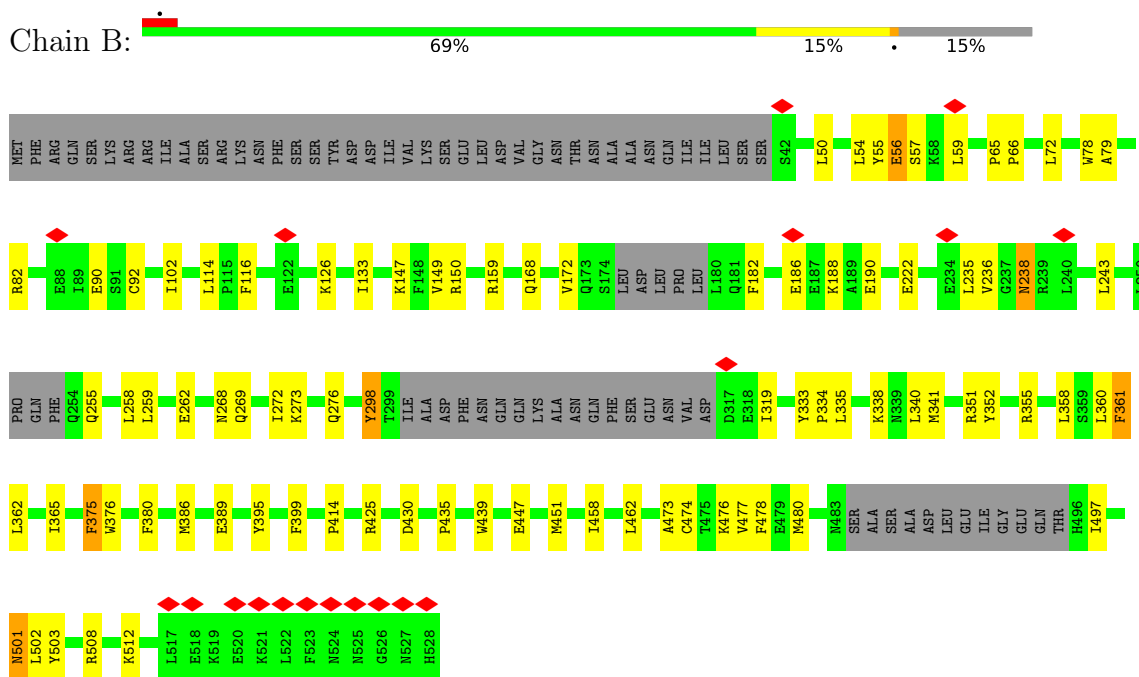 Chain B:
69% 15% • 15%
MET PHE ARG GLN SER LYS ARG ARG ILE ALA SER ARG LYS ASN PHE SER SER TYR ASP ASP ILE VAL LYS SER GLU LEU ASP VAL GLY ASN THR ASN ALA ALA ASN GLN ILE ILE LEU SER SER S42 L50 L54 Y55 E56 S57 K58 L59 P65 P66 L72 W78 A79
R82 E88 I89 E90 S91 C92 I102 L114 P115 F116 E122 K126 I133 K147 F148 V149 R150 R159 Q168 V172 Q173 S174 LEU ASP LEU PRO LEU L180 Q181 F182 E186 E187 K188 A189 E190 E222 E234 L235 V236 G237 N238 R239 L240 L243
PRO GLN PHE Q254 Q255 L258 L259 E262 N268 Q269 I272 K273 Q276 Y298 T299 ILE ALA ASP PHE ASN GLN GLN LYS ALA ASN GLN PHE SER GLU ASN VAL ASP D317 E318 I319 Y333 P334 L335 K338 N339 L340 M341 R351 Y352 R355 L358 S359 L360 F361
L362 I365 F375 W376 F380 M386 E389 Y395 F399 P414 R425 D430 P435 W439 E447 M451 I458 L462 A473 C474 T475 K476 V477 F478 E479 M480 N483 SER ALA SER ALA ASP LEU GLU ILE GLY GLU GLN THR H496 I497
N501 L502 Y503 R508 K512 L517 E518 K519 E520 K521 L522 F523 N524 N525 G526 N527 H528